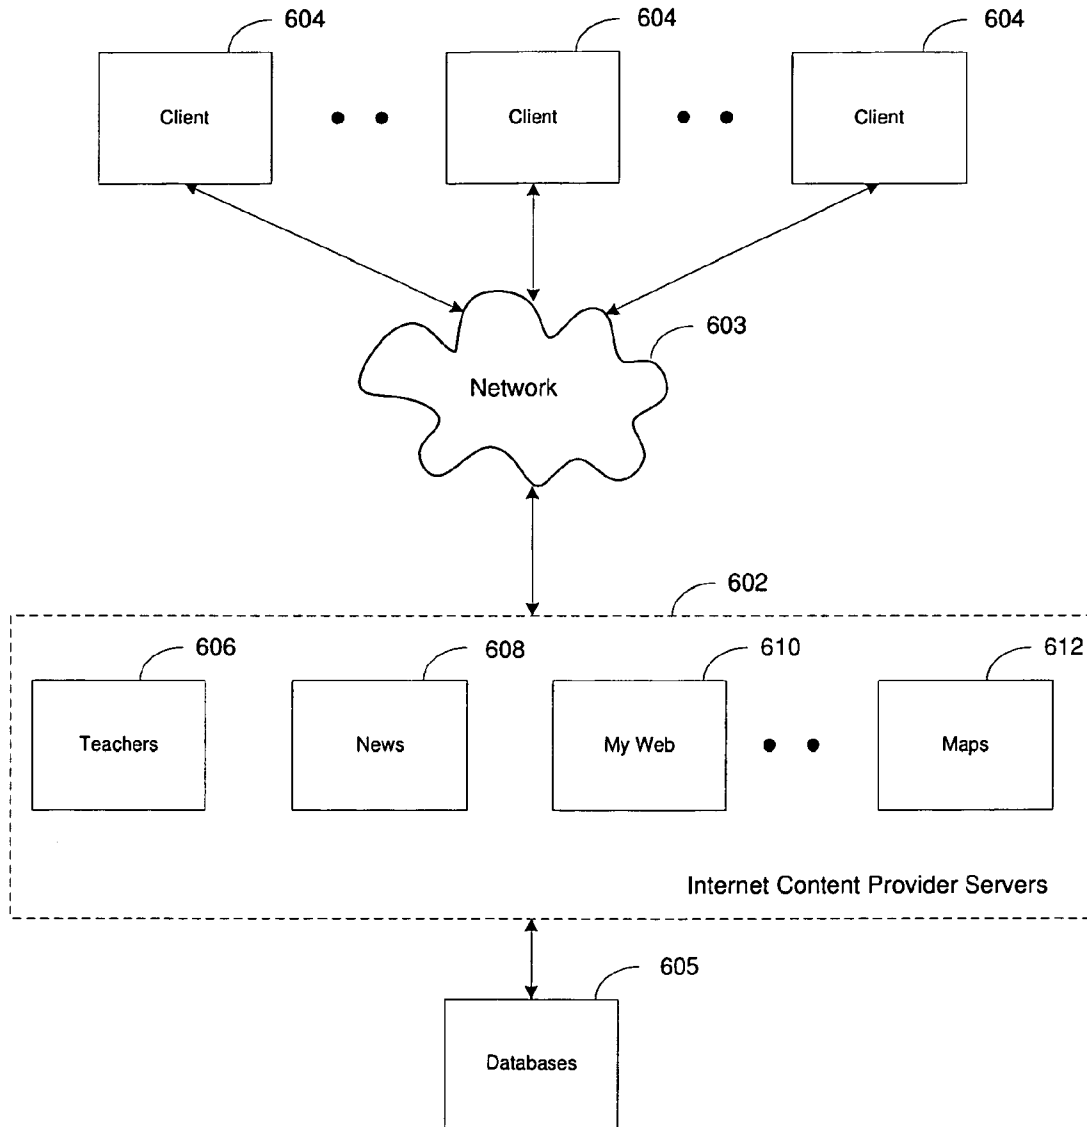 604 604 604
Client Client Client
603
Network
602
606 608 610 612
Teachers News My Web Maps
Internet Content Provider Servers
605
Databases